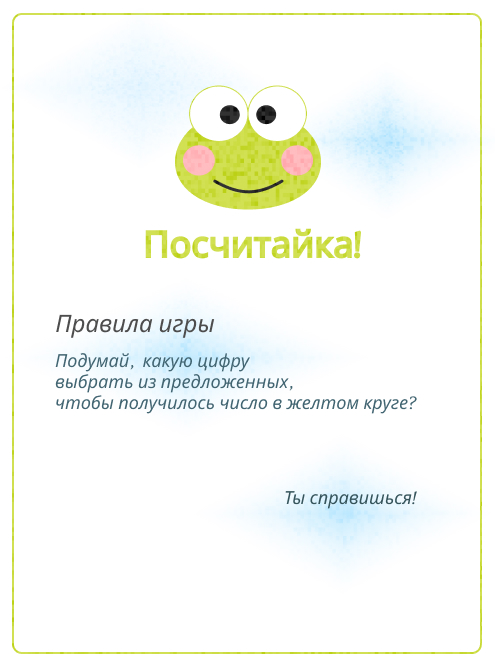 Посчитайка!
Правила игры
Подумай, какую цифру
выбрать из предложенных,
чтобы получилось число в желтом круге?
Ты справишься!